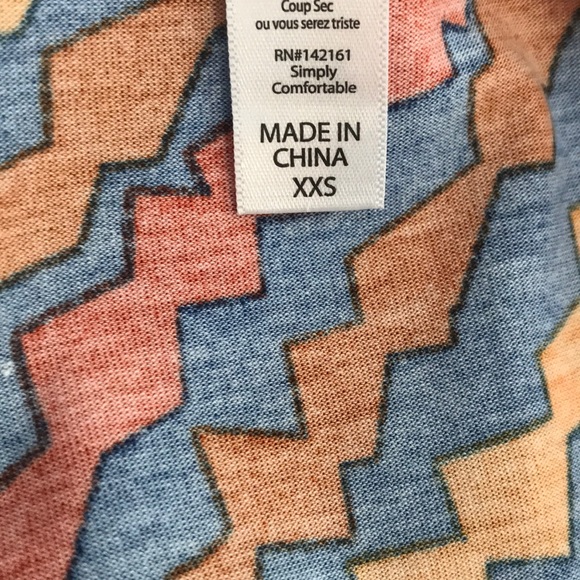 Coup Sec
ou vous serez triste
RN#142161
Simply
Comfortable
MADE IN
CHINA
XXS